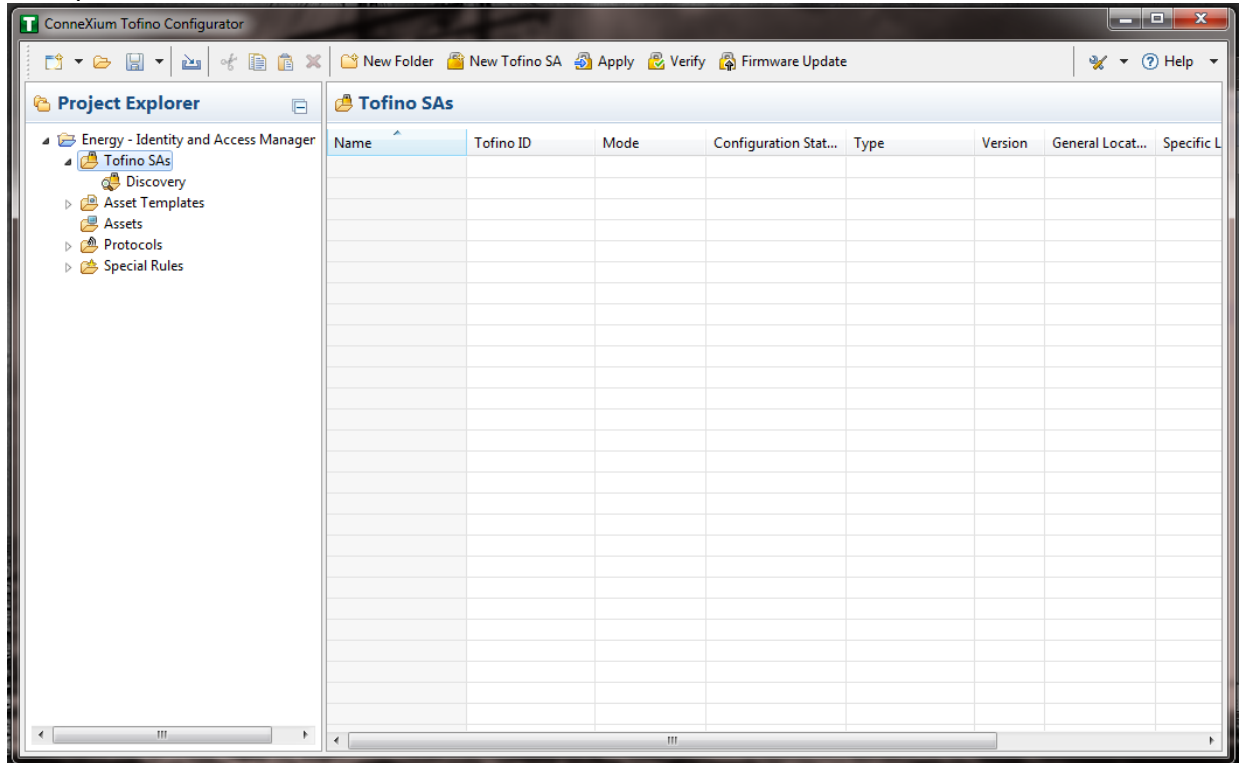 ConneXium Tofino Configurator
New Folder New Tofino SA Apply Verify Firmware Update Help
Project Explorer
Tofino SAs
Name Tofino ID Mode Configuration Stat... Type Version General Locat... Specific L
Energy - Identity and Access Manager
Tofino SAs
Discovery
Asset Templates
Assets
Protocols
Special Rules